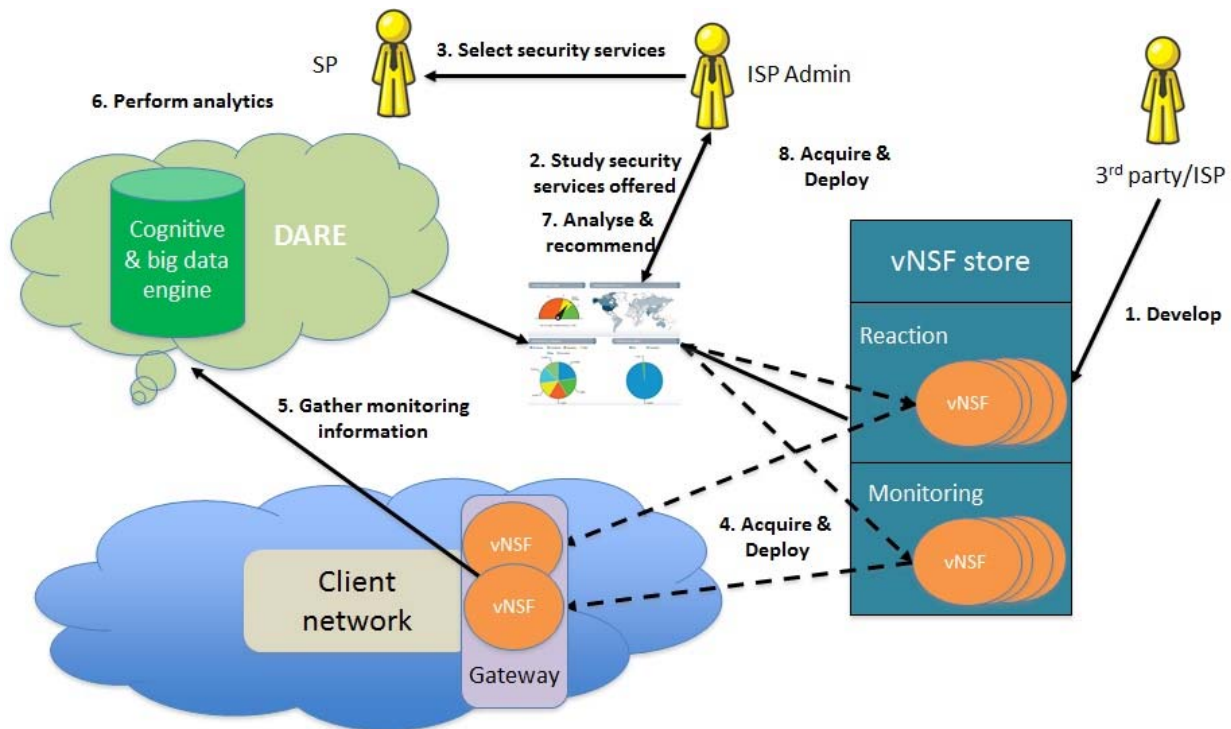 SP
3. Select security services
ISP Admin
6. Perform analytics
2. Study security
services offered
8. Acquire &
Deploy
3rd party/ISP
7. Analyse &
recommend
Cognitive
& big data
engine
DARE
vNSF store
1. Develop
Reaction
vNSF
5. Gather monitoring
information
Monitoring
vNSF
4. Acquire &
Deploy
vNSF
Client
network
vNSF
Gateway